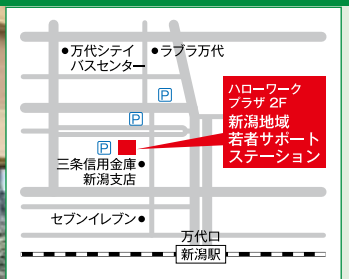 ●万代シテイ
バスセンター
●ラブラ万代
P
ハローワーク
プラザ 2F
新潟地域
若者サポート
ステーション
P
P
三条信用金庫●
新潟支店
セブンイレブン●
万代口
新潟駅